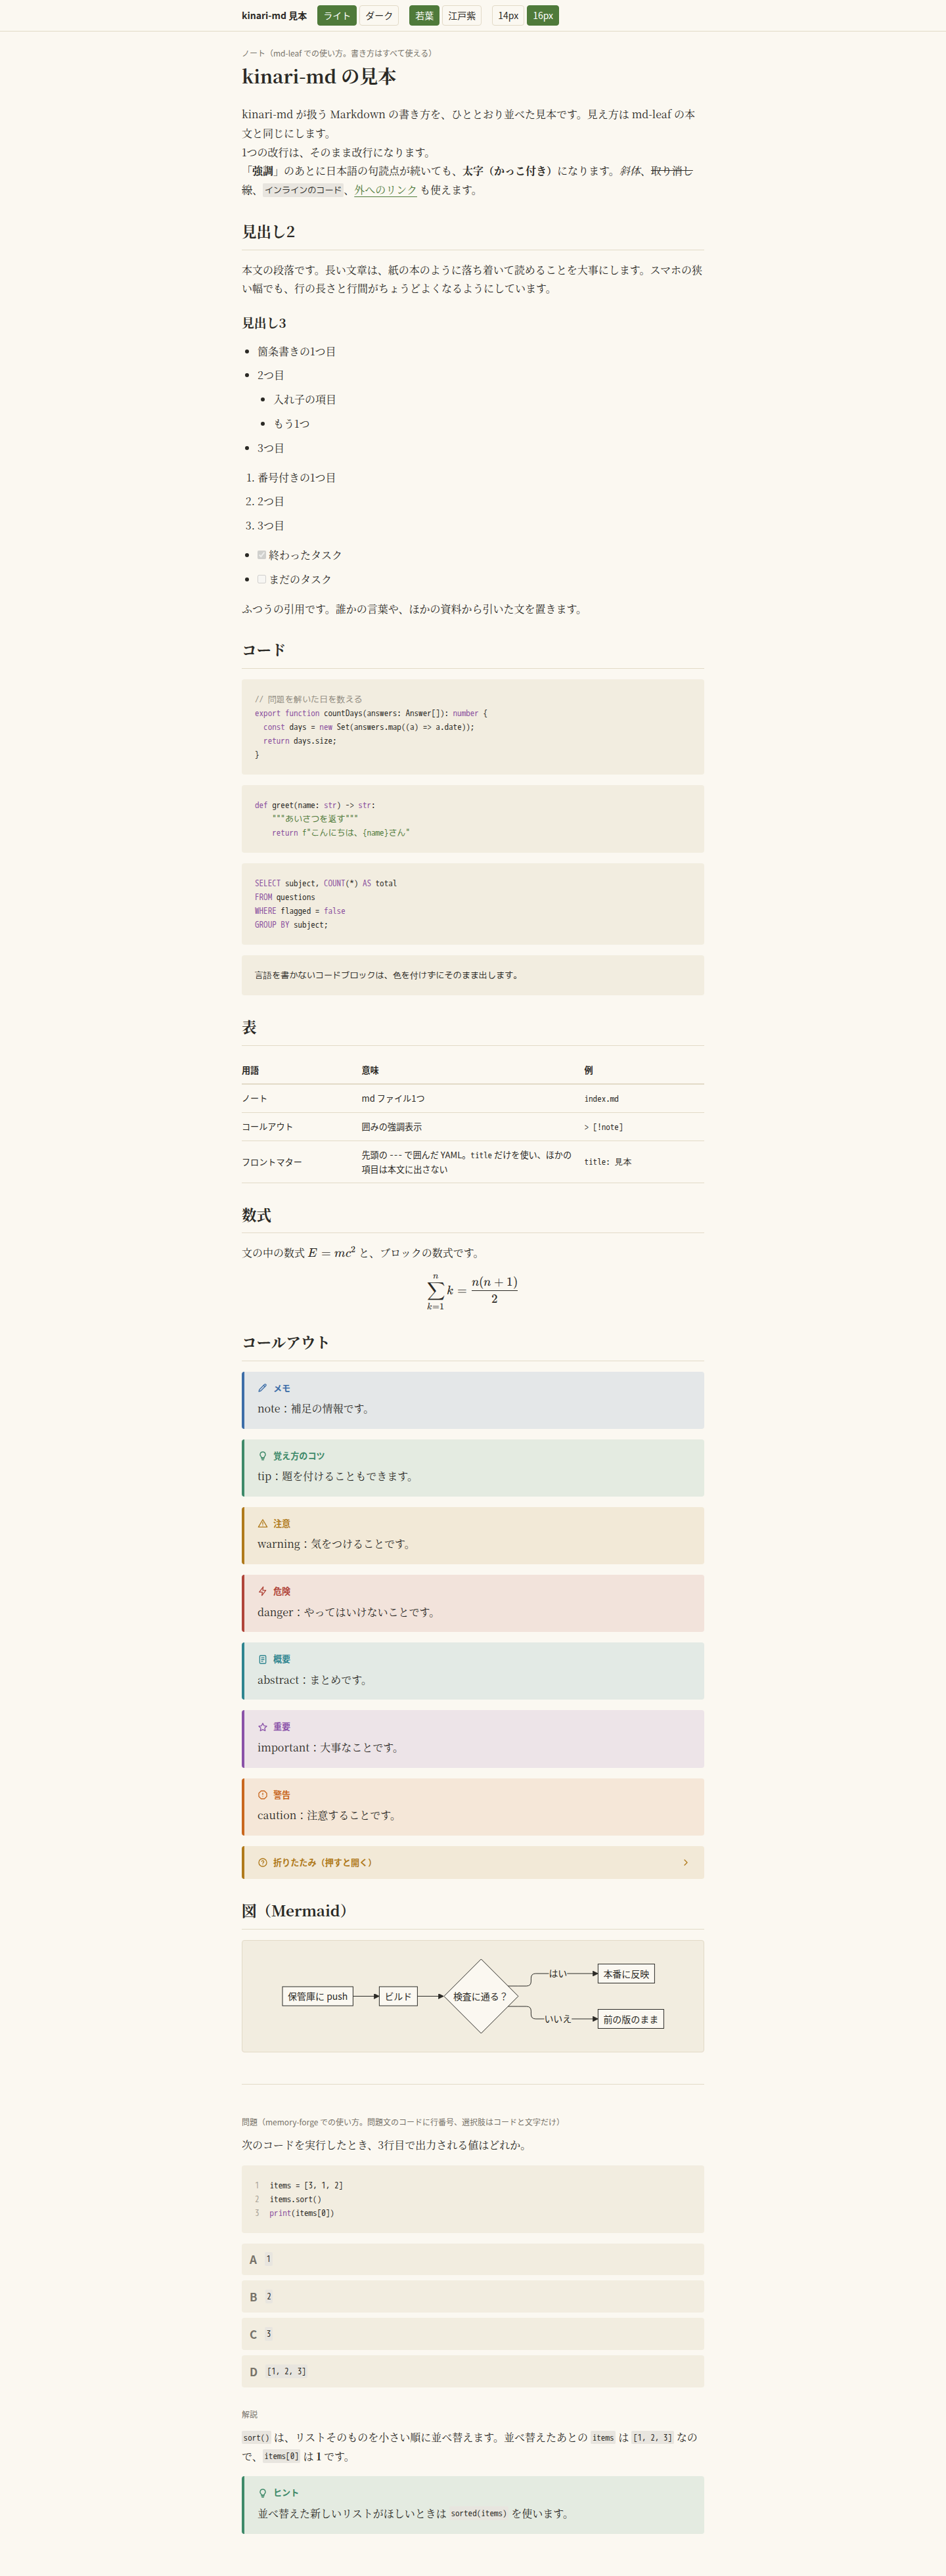 kinari-md 見本 ライト ダーク 若葉 江戸紫 14px 16px
ノート（md-leaf での使い方。書き方はすべて使える）
kinari-md の見本
kinari-md が扱う Markdown の書き方を、ひととおり並べた見本です。見え方は md-leaf の本
文と同じにします。
1つの改行は、そのまま改行になります。
「強調」のあとに日本語の句読点が続いても、太字（かっこ付き）になります。斜体、取り消し
線、インラインのコード、外へのリンク も使えます。
見出し2
本文の段落です。長い文章は、紙の本のように落ち着いて読めることを大事にします。スマホの狭
い幅でも、行の長さと行間がちょうどよくなるようにしています。
見出し3
• 箇条書きの1つ目
• 2つ目
• 入れ子の項目
• もう1つ
• 3つ目
1. 番号付きの1つ目
2. 2つ目
3. 3つ目
• 終わったタスク
• まだのタスク
ふつうの引用です。誰かの言葉や、ほかの資料から引いた文を置きます。
コード
// 問題を解いた日を数える
export function countDays(answers: Answer[]): number {
const days = new Set(answers.map((a) => a.date));
return days.size;
}
def greet(name: str) -> str:
"""あいさつを返す"""
return f"こんにちは、{name}さん"
SELECT subject, COUNT(*) AS total
FROM questions
WHERE flagged = false
GROUP BY subject;
言語を書かないコードブロックは、色を付けずにそのまま出します。
表
用語 意味 例
ノート md ファイル1つ index.md
コールアウト 囲みの強調表示 > [!note]
フロントマター 先頭の --- で囲んだ YAML。title だけを使い、ほかの
項目は本文に出さない title: 見本
数式
文の中の数式 E = mc² と、ブロックの数式です。
∑_{k=1}^{n} k = n(n + 1) / 2
コールアウト
メモ
note：補足の情報です。
覚え方のコツ
tip：題を付けることもできます。
注意
warning：気をつけることです。
危険
danger：やってはいけないことです。
概要
abstract：まとめです。
重要
important：大事なことです。
警告
caution：注意することです。
折りたたみ（押すと開く）
図（Mermaid）
保管庫に push ビルド 検査に通る？ はい 本番に反映
いいえ 前の版のまま
問題（memory-forge での使い方。問題文のコードに行番号、選択肢はコードと文字だけ）
次のコードを実行したとき、3行目で出力される値はどれか。
1 items = [3, 1, 2]
2 items.sort()
3 print(items[0])
A 1
B 2
C 3
D [1, 2, 3]
解説
sort() は、リストそのものを小さい順に並べ替えます。並べ替えたあとの items は [1, 2, 3] なの
で、items[0] は 1 です。
ヒント
並べ替えた新しいリストがほしいときは sorted(items) を使います。